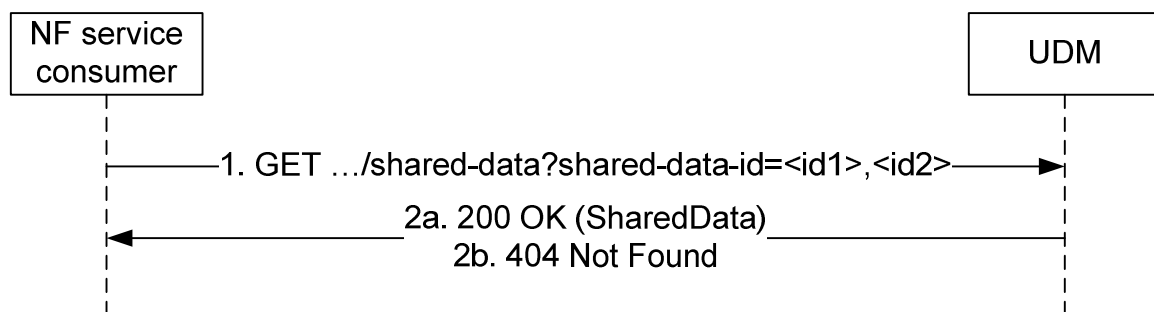 NF service
consumer
UDM
1. GET …/shared-data?shared-data-id=<id1>,<id2>
2a. 200 OK (SharedData)
2b. 404 Not Found